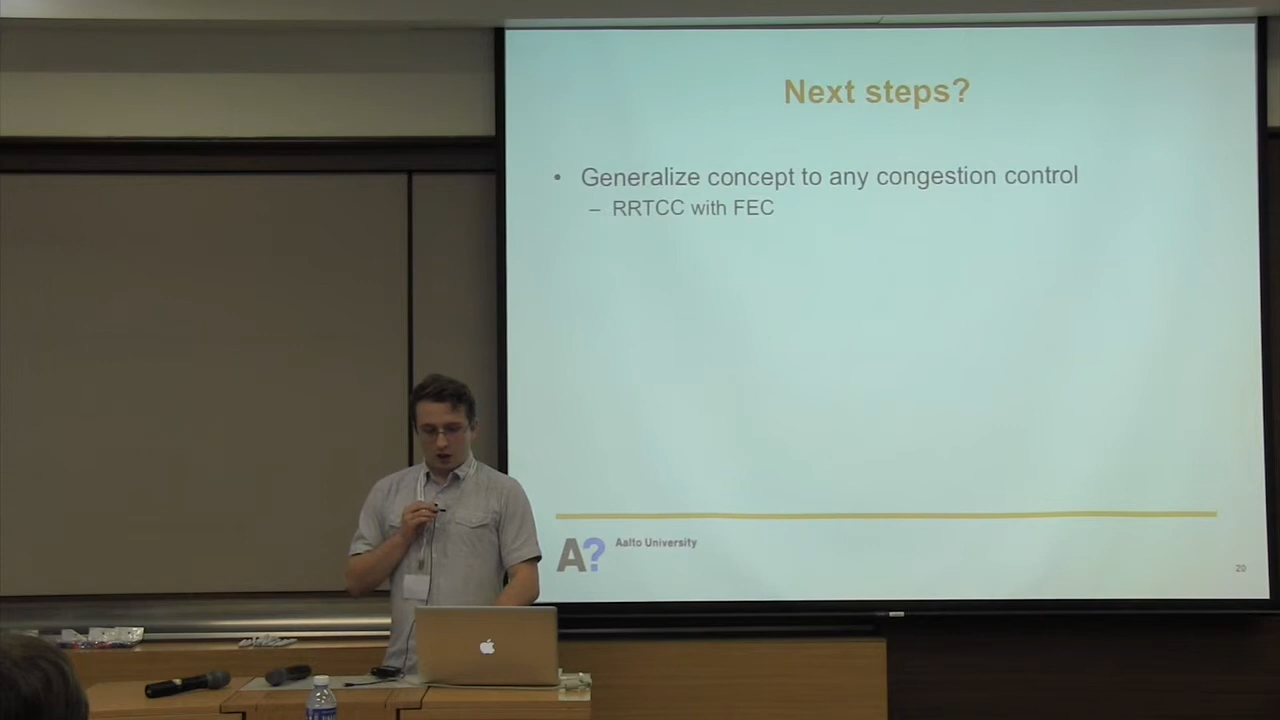 Next steps?
• Generalize concept to any congestion control
– RRTCC with FEC
A? Aalto University
20